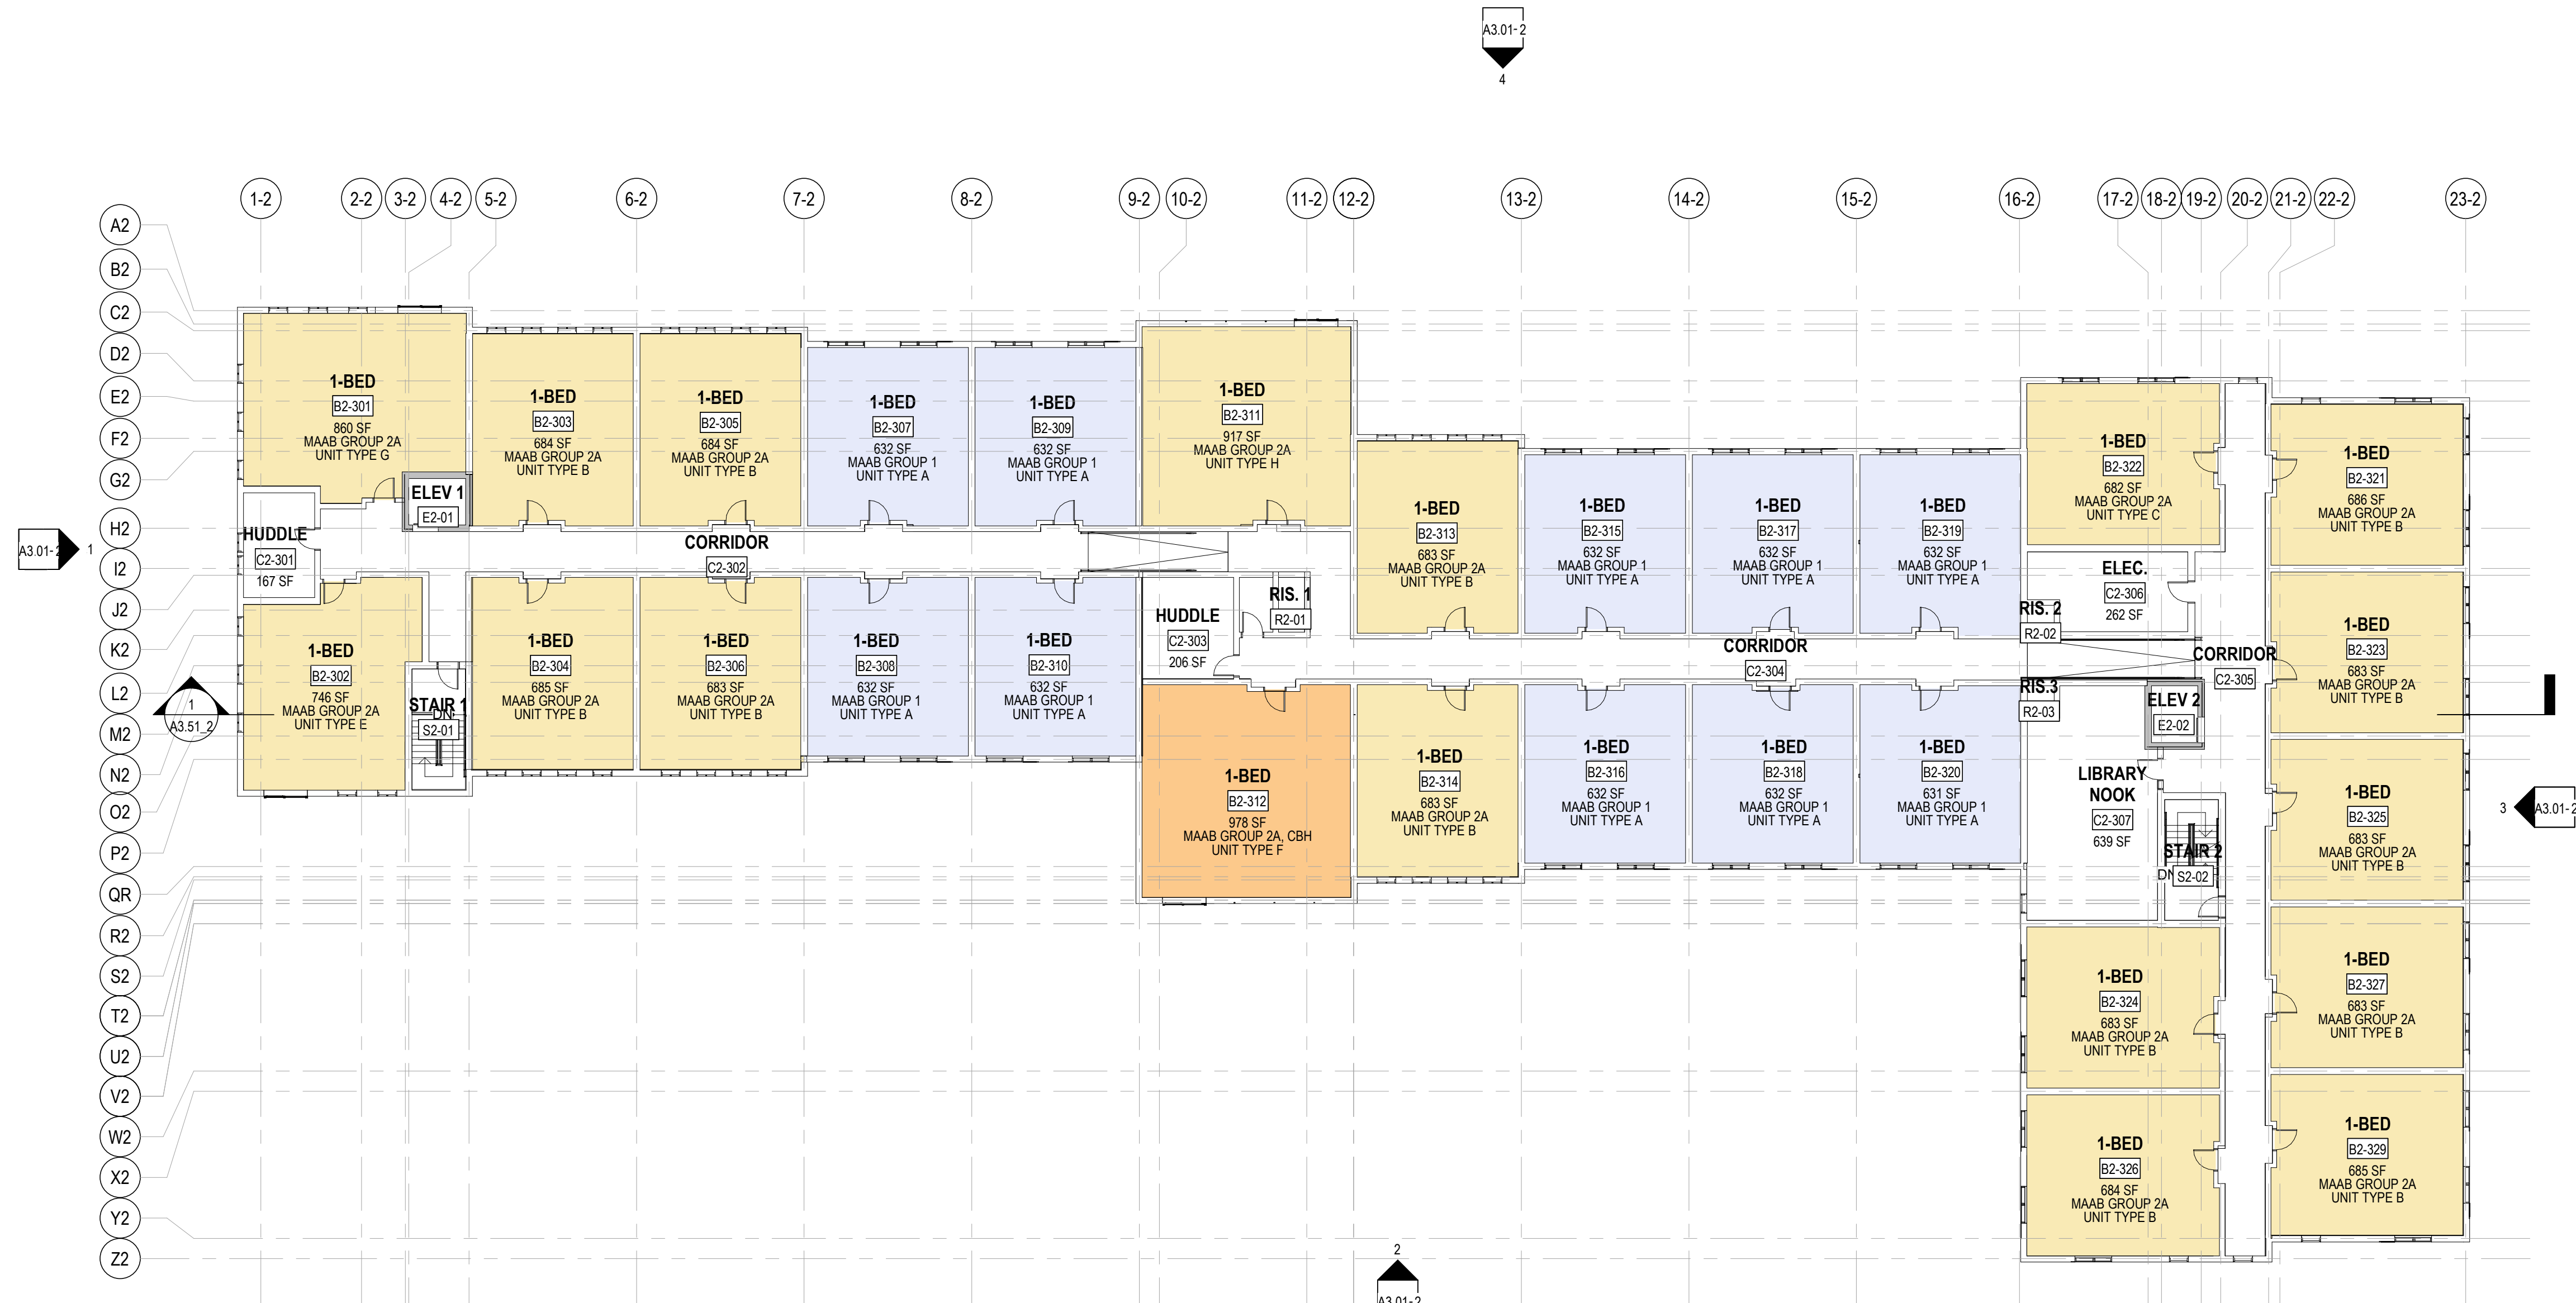 A3.01- 2
4
1-2
2-2
3-2
4-2
5-2
6-2
7-2
8-2
9-2
10-2
11-2
12-2
13-2
14-2
15-2
16-2
17-2
18-2
19-2
20-2
21-2
22-2
23-2
A2
B2
C2
D2
E2
F2
G2
H2
I2
J2
K2
L2
M2
N2
O2
P2
QR
R2
S2
T2
U2
V2
W2
X2
Y2
Z2
A3.01- 2
1
1
A3.51_2
1-BED
B2-301
860 SF
MAAB GROUP 2A
UNIT TYPE G
1-BED
B2-303
684 SF
MAAB GROUP 2A
UNIT TYPE B
1-BED
B2-305
684 SF
MAAB GROUP 2A
UNIT TYPE B
1-BED
B2-307
632 SF
MAAB GROUP 1
UNIT TYPE A
1-BED
B2-309
632 SF
MAAB GROUP 1
UNIT TYPE A
1-BED
B2-311
917 SF
MAAB GROUP 2A
UNIT TYPE H
ELEV 1
E2-01
HUDDLE
C2-301
167 SF
CORRIDOR
C2-302
1-BED
B2-302
746 SF
MAAB GROUP 2A
UNIT TYPE E
STAIR 1
DN
S2-01
1-BED
B2-304
685 SF
MAAB GROUP 2A
UNIT TYPE B
1-BED
B2-306
683 SF
MAAB GROUP 2A
UNIT TYPE B
1-BED
B2-308
632 SF
MAAB GROUP 1
UNIT TYPE A
1-BED
B2-310
632 SF
MAAB GROUP 1
UNIT TYPE A
HUDDLE
C2-303
206 SF
RIS. 1
R2-01
1-BED
B2-312
978 SF
MAAB GROUP 2A, CBH
UNIT TYPE F
1-BED
B2-313
683 SF
MAAB GROUP 2A
UNIT TYPE B
1-BED
B2-315
632 SF
MAAB GROUP 1
UNIT TYPE A
1-BED
B2-317
632 SF
MAAB GROUP 1
UNIT TYPE A
1-BED
B2-319
632 SF
MAAB GROUP 1
UNIT TYPE A
CORRIDOR
C2-304
1-BED
B2-314
683 SF
MAAB GROUP 2A
UNIT TYPE B
1-BED
B2-316
632 SF
MAAB GROUP 1
UNIT TYPE A
1-BED
B2-318
632 SF
MAAB GROUP 1
UNIT TYPE A
1-BED
B2-320
631 SF
MAAB GROUP 1
UNIT TYPE A
1-BED
B2-322
682 SF
MAAB GROUP 2A
UNIT TYPE C
ELEC.
C2-306
262 SF
RIS. 2
R2-02
CORRIDOR
C2-305
RIS.3
R2-03
ELEV 2
E2-02
LIBRARY
NOOK
C2-307
639 SF
STAIR 2
DN
S2-02
1-BED
B2-321
686 SF
MAAB GROUP 2A
UNIT TYPE B
1-BED
B2-323
683 SF
MAAB GROUP 2A
UNIT TYPE B
1-BED
B2-325
683 SF
MAAB GROUP 2A
UNIT TYPE B
1-BED
B2-327
683 SF
MAAB GROUP 2A
UNIT TYPE B
1-BED
B2-329
685 SF
MAAB GROUP 2A
UNIT TYPE B
1-BED
B2-324
683 SF
MAAB GROUP 2A
UNIT TYPE B
1-BED
B2-326
684 SF
MAAB GROUP 2A
UNIT TYPE B
3
A3.01- 2
2
A3.01- 2